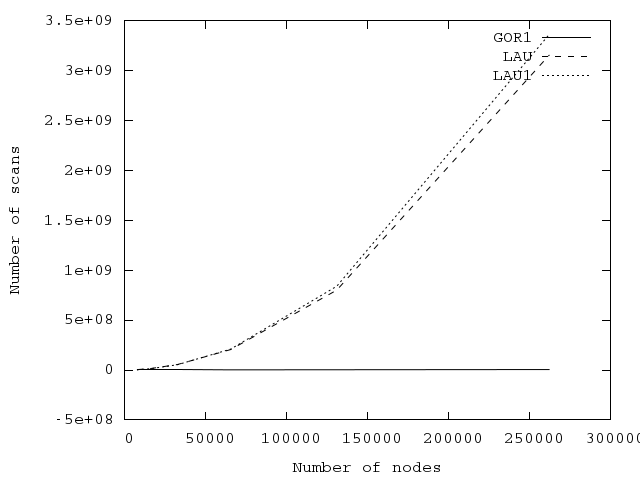 3.5e+09
3e+09
2.5e+09
2e+09
1.5e+09
1e+09
5e+08
0
-5e+08
Number of scans
GOR1
LAU
LAU1
0 50000 100000 150000 200000 250000 300000
Number of nodes